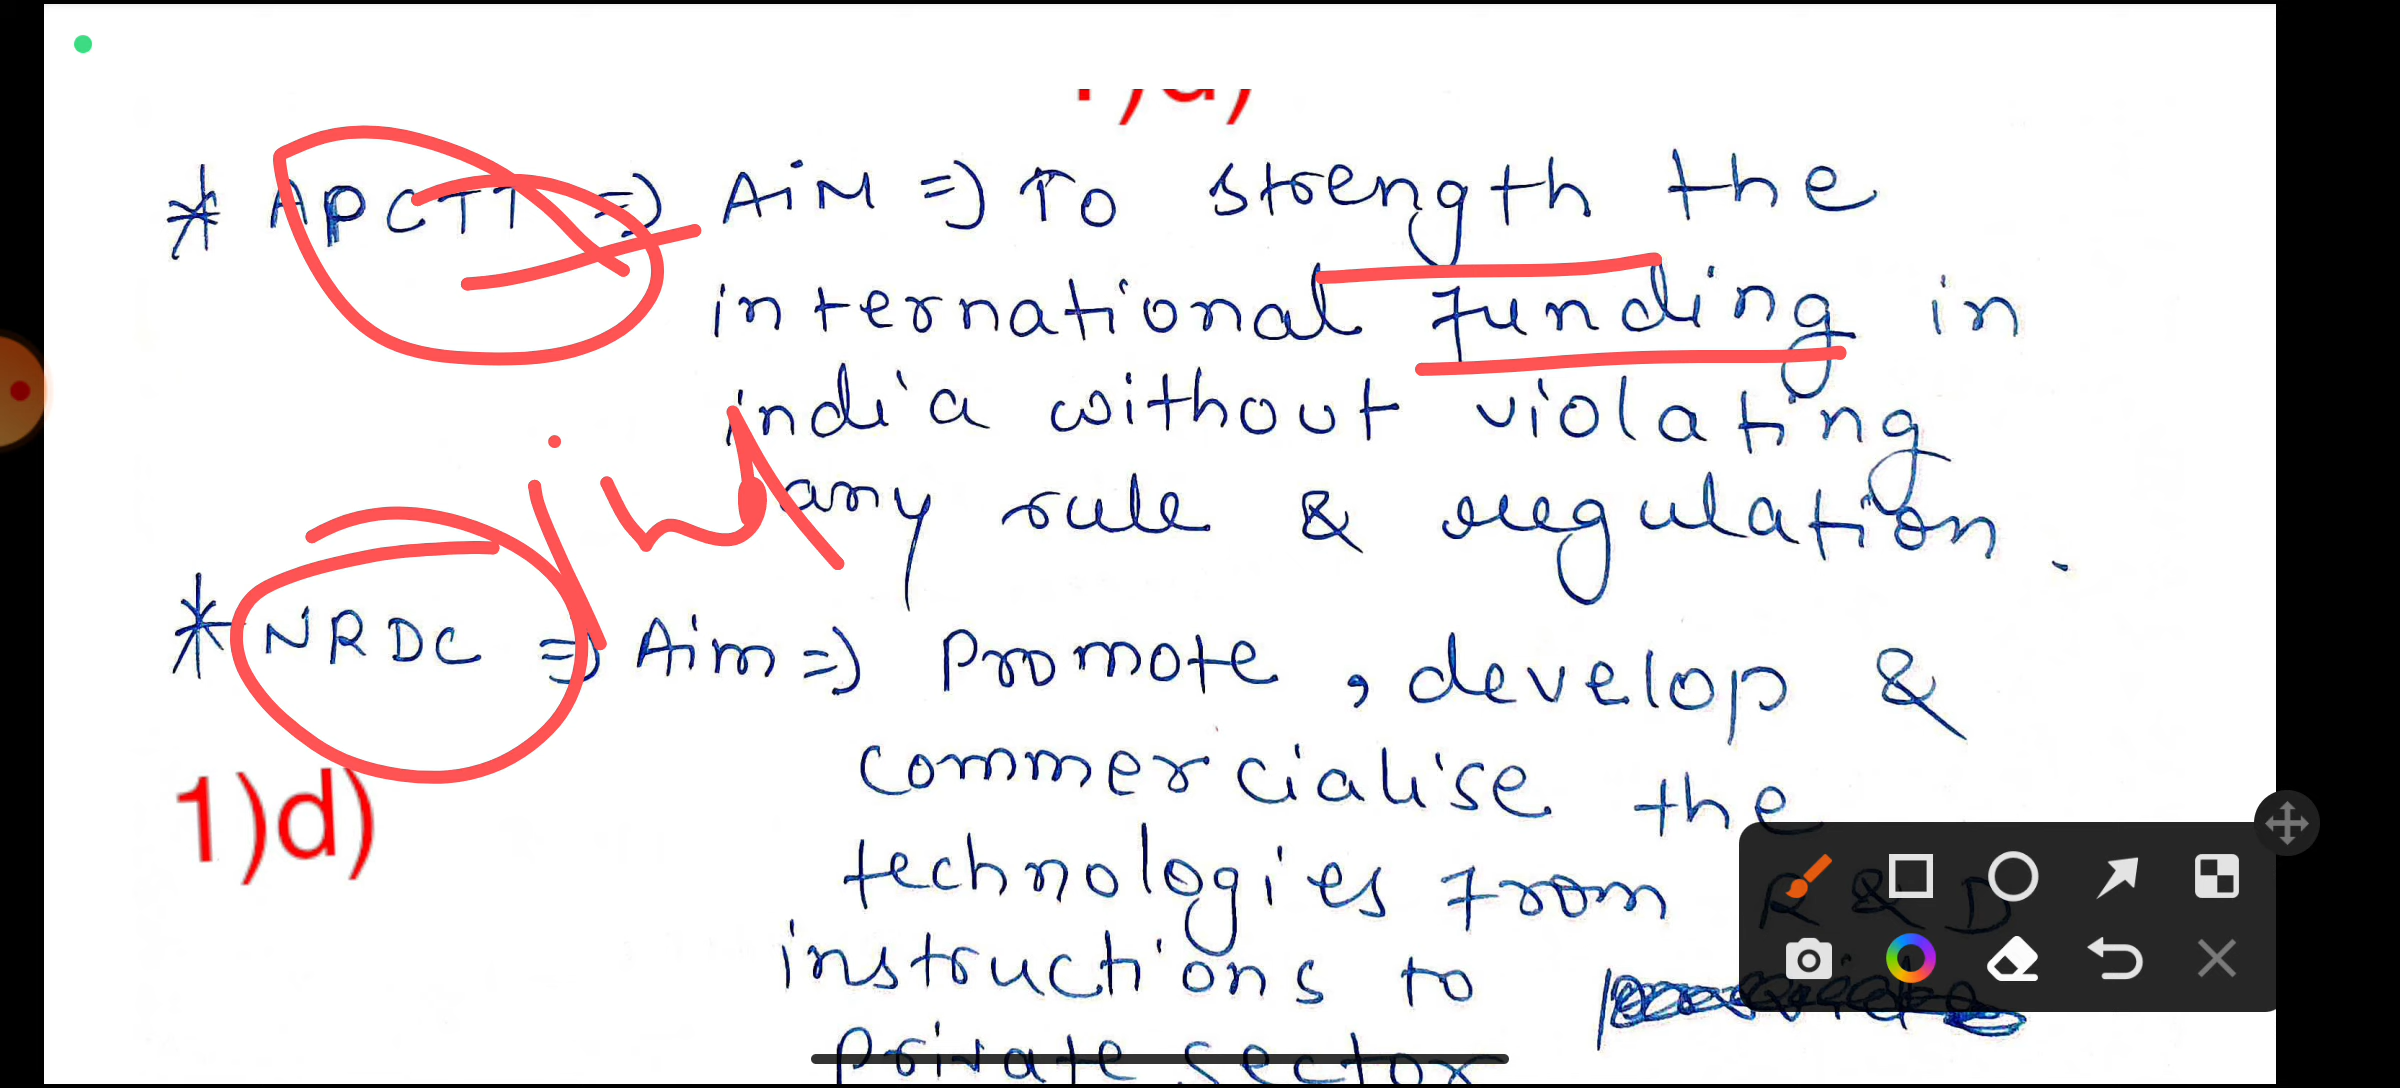 * APCTT => AiM => To strength the
international funding in
india without violating
any rule & regulation.
ind
* NRDC => Aim => Promote, develop &
commercialise the
1)d)
technologies from R & D
instructions to
private sector